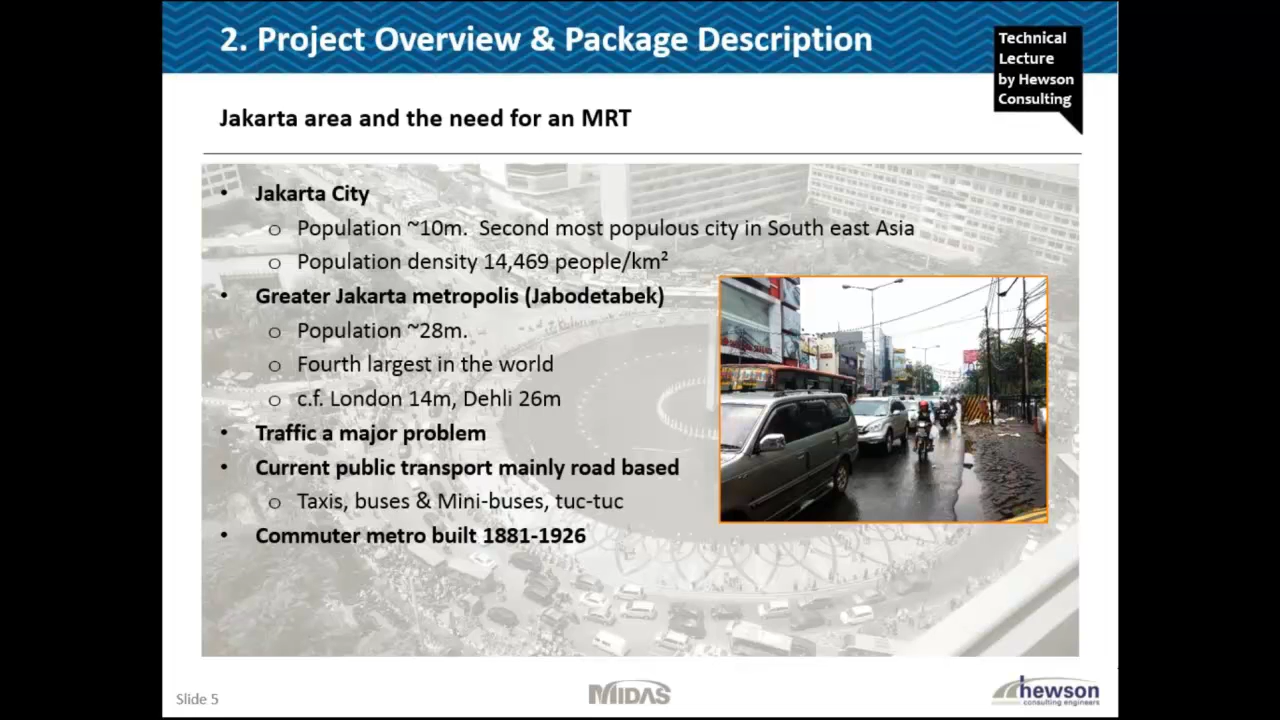 2. Project Overview & Package Description
Technical
Lecture
by Hewson
Consulting
Jakarta area and the need for an MRT
• Jakarta City
o Population ~10m. Second most populous city in South east Asia
o Population density 14,469 people/km²
• Greater Jakarta metropolis (Jabodetabek)
o Population ~28m.
o Fourth largest in the world
o c.f. London 14m, Dehli 26m
• Traffic a major problem
• Current public transport mainly road based
o Taxis, buses & Mini-buses, tuc-tuc
• Commuter metro built 1881-1926
Slide 5
MIDAS
hewson
consulting engineers